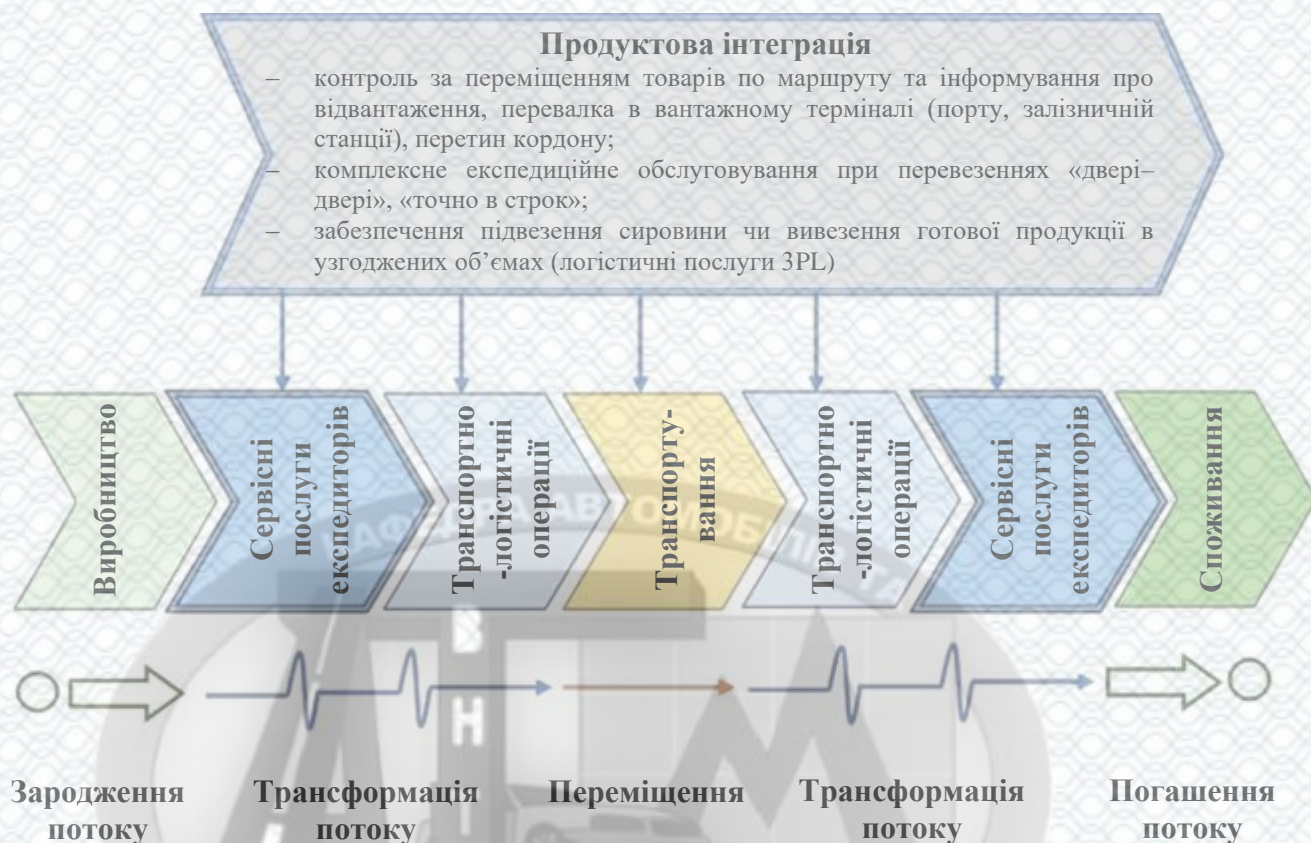 Продуктова інтеграція
– контроль за переміщенням товарів по маршруту та інформування про
відвантаження, перевалка в вантажному терміналі (порту, залізничній
станції), перетин кордону;
– комплексне експедиційне обслуговування при перевезеннях «двері–
двері», «точно в строк»;
– забезпечення підвезення сировини чи вивезення готової продукції в
узгоджених об’ємах (логістичні послуги 3PL)
Виробництво
Сервісні
послуги
експедиторів
Транспортно
-логістичні
операції
Транспорту-
вання
Транспортно
-логістичні
операції
Сервісні
послуги
експедиторів
Споживання
КАФЕДРА АВТОМОБІЛІВ ТА
В
Н
Зародження
потоку
Трансформація
потоку
Переміщення
Трансформація
потоку
Погашення
потоку